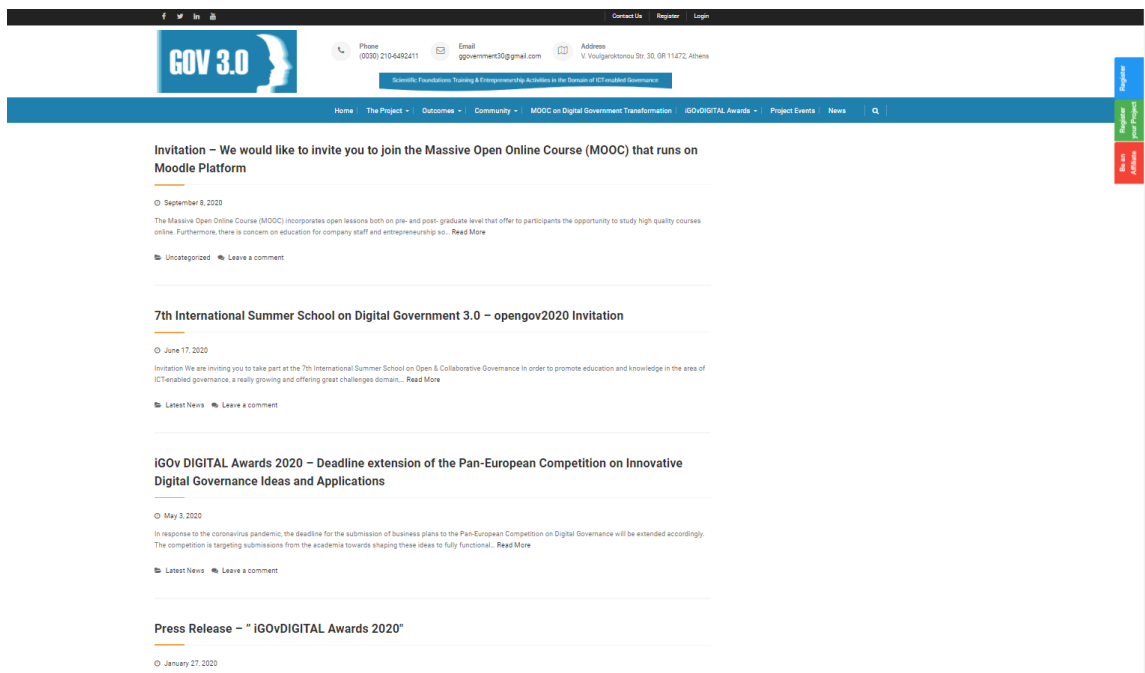 Contact Us Register Login
GOV 3.0
Phone
(0030) 210-6492411
Email
ggovernment30@gmail.com
Address
V. Voulgaroktonou Str. 30, GR 11472, Athens
Scientific Foundations Training & Entrepreneurship Activities in the Domain of ICT-enabled Governance
Home The Project Outcomes Community MOOC on Digital Government Transformation iGOvDIGITAL Awards Project Events News
Register
Register
your Project
Be an
Affiliate
Invitation – We would like to invite you to join the Massive Open Online Course (MOOC) that runs on
Moodle Platform
September 8, 2020
The Massive Open Online Course (MOOC) incorporates open lessons both on pre- and post- graduate level that offer to participants the opportunity to study high quality courses
online. Furthermore, there is concern on education for company staff and entrepreneurship so... Read More
Uncategorized Leave a comment
7th International Summer School on Digital Government 3.0 – opengov2020 Invitation
June 17, 2020
Invitation We are inviting you to take part at the 7th International Summer School on Open & Collaborative Governance In order to promote education and knowledge in the area of
ICT-enabled governance, a really growing and offering great challenges domain,... Read More
Latest News Leave a comment
iGOv DIGITAL Awards 2020 – Deadline extension of the Pan-European Competition on Innovative
Digital Governance Ideas and Applications
May 3, 2020
In response to the coronavirus pandemic, the deadline for the submission of business plans to the Pan-European Competition on Digital Governance will be extended accordingly.
The competition is targeting submissions from the academia towards shaping these ideas to fully functional... Read More
Latest News Leave a comment
Press Release – " iGOvDIGITAL Awards 2020"
January 27, 2020